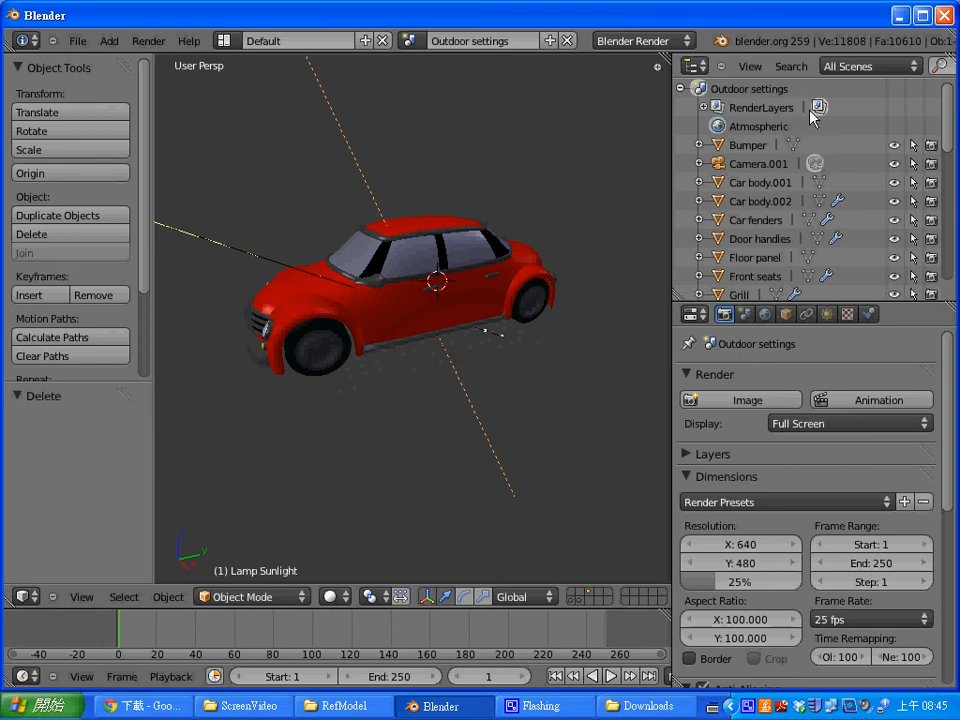 Blender
File Add Render Help Default Outdoor settings Blender Render blender.org 259 | Ve:11808 | Fa:10610 | Ob:1
Object Tools
Transform:
Translate
Rotate
Scale
Origin
Object:
Duplicate Objects
Delete
Join
Keyframes:
Insert Remove
Motion Paths:
Calculate Paths
Clear Paths
Repeat:
Delete
User Persp
(1) Lamp Sunlight
View Select Object Object Mode Global
-40 -20 0 20 40 60 80 100 120 140 160 180 200 220 240 260
View Frame Playback Start: 1 End: 250 1
View Search All Scenes
Outdoor settings
RenderLayers
Atmospheric
Bumper
Camera.001
Car body.001
Car body.002
Car fenders
Door handles
Floor panel
Front seats
Grill
Outdoor settings
Render
Image Animation
Display: Full Screen
Layers
Dimensions
Render Presets
Resolution: Frame Range:
X: 640 Start: 1
Y: 480 End: 250
25% Step: 1
Aspect Ratio: Frame Rate:
X: 100.000 25 fps
Y: 100.000 Time Remapping:
Border Crop Ol: 100 Ne: 100
開始 下載 - Goo... ScreenVideo RefModel Blender Flashing Downloads 上午 08:45